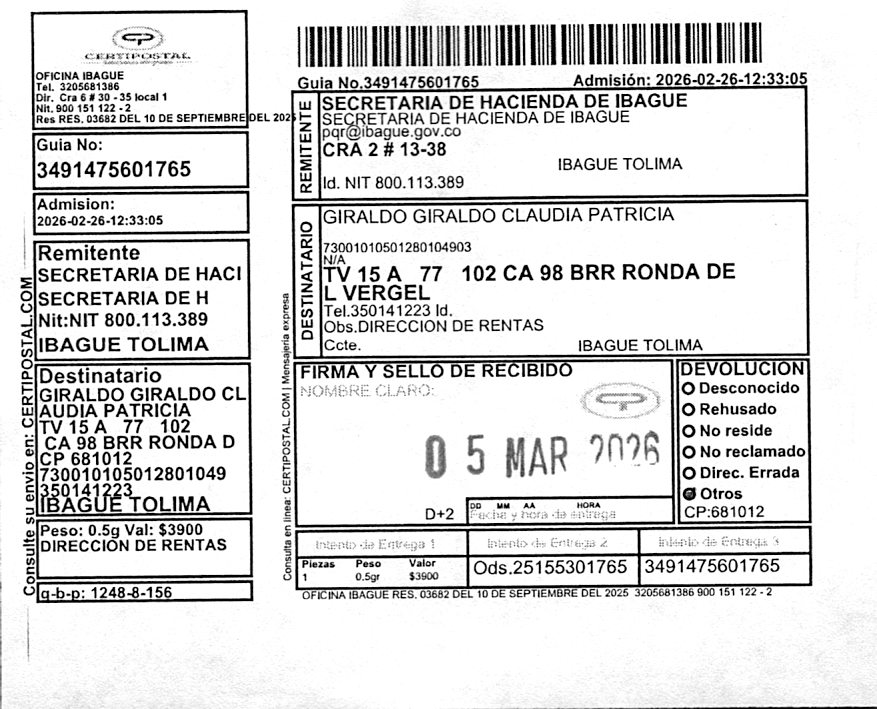 CERTIPOSTAL
OFICINA IBAGUE
Tel. 3205681386
Dir. Cra 6 # 30 - 35 local 1
Nit. 900 151 122 - 2
Res RES. 03682 DEL 10 DE SEPTIEMBRE DEL 2025
Guia No:
3491475601765
Admision:
2026-02-26-12:33:05
Remitente
SECRETARIA DE HACI
SECRETARIA DE H
Nit:NIT 800.113.389
IBAGUE TOLIMA
Destinatario
GIRALDO GIRALDO CL
AUDIA PATRICIA
TV 15 A 77 102
CA 98 BRR RONDA D
CP 681012
730010105012801049
350141223
IBAGUE TOLIMA
Peso: 0.5g Val: $3900
DIRECCION DE RENTAS
q-b-p: 1248-8-156
Consulte su envio en: CERTIPOSTAL.COM
Guia No.3491475601765
Admisión: 2026-02-26-12:33:05
REMITENTE
SECRETARIA DE HACIENDA DE IBAGUE
SECRETARIA DE HACIENDA DE IBAGUE
pqr@ibague.gov.co
CRA 2 # 13-38
IBAGUE TOLIMA
Id. NIT 800.113.389
DESTINATARIO
GIRALDO GIRALDO CLAUDIA PATRICIA
73001010501280104903
N/A
TV 15 A 77 102 CA 98 BRR RONDA DE
L VERGEL
Tel.350141223 Id.
Obs.DIRECCION DE RENTAS
Ccte.
IBAGUE TOLIMA
Consulta en linea: CERTIPOSTAL.COM | Mensajeria expresa
FIRMA Y SELLO DE RECIBIDO
NOMBRE CLARO:
05 MAR 2026
D+2
DD MM AA HORA
Fecha y hora de entrega
DEVOLUCION
Desconocido
Rehusado
No reside
No reclamado
Direc. Errada
Otros
CP:681012
Intento de Entrega 1
Intento de Entrega 2
Intento de Entrega 3
Piezas Peso Valor
1 0.5gr $3900
Ods.25155301765
3491475601765
OFICINA IBAGUE RES. 03682 DEL 10 DE SEPTIEMBRE DEL 2025 3205681386 900 151 122 - 2